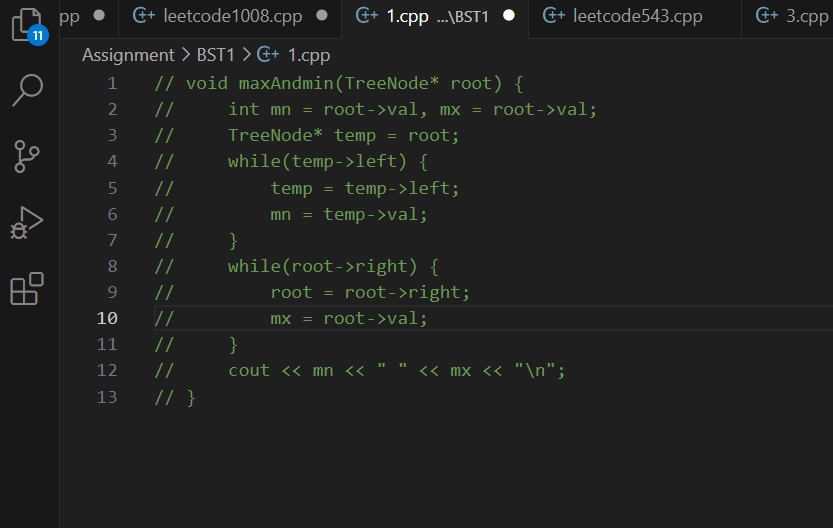 pp ● C++ leetcode1008.cpp ● C++ 1.cpp ...\BST1 ● C++ leetcode543.cpp C++ 3.cpp
11
Assignment > BST1 > C++ 1.cpp
1 // void maxAndmin(TreeNode* root) {
2 //     int mn = root->val, mx = root->val;
3 //     TreeNode* temp = root;
4 //     while(temp->left) {
5 //         temp = temp->left;
6 //         mn = temp->val;
7 //     }
8 //     while(root->right) {
9 //         root = root->right;
10 //         mx = root->val;
11 //     }
12 //     cout << mn << " " << mx << "\n";
13 // }